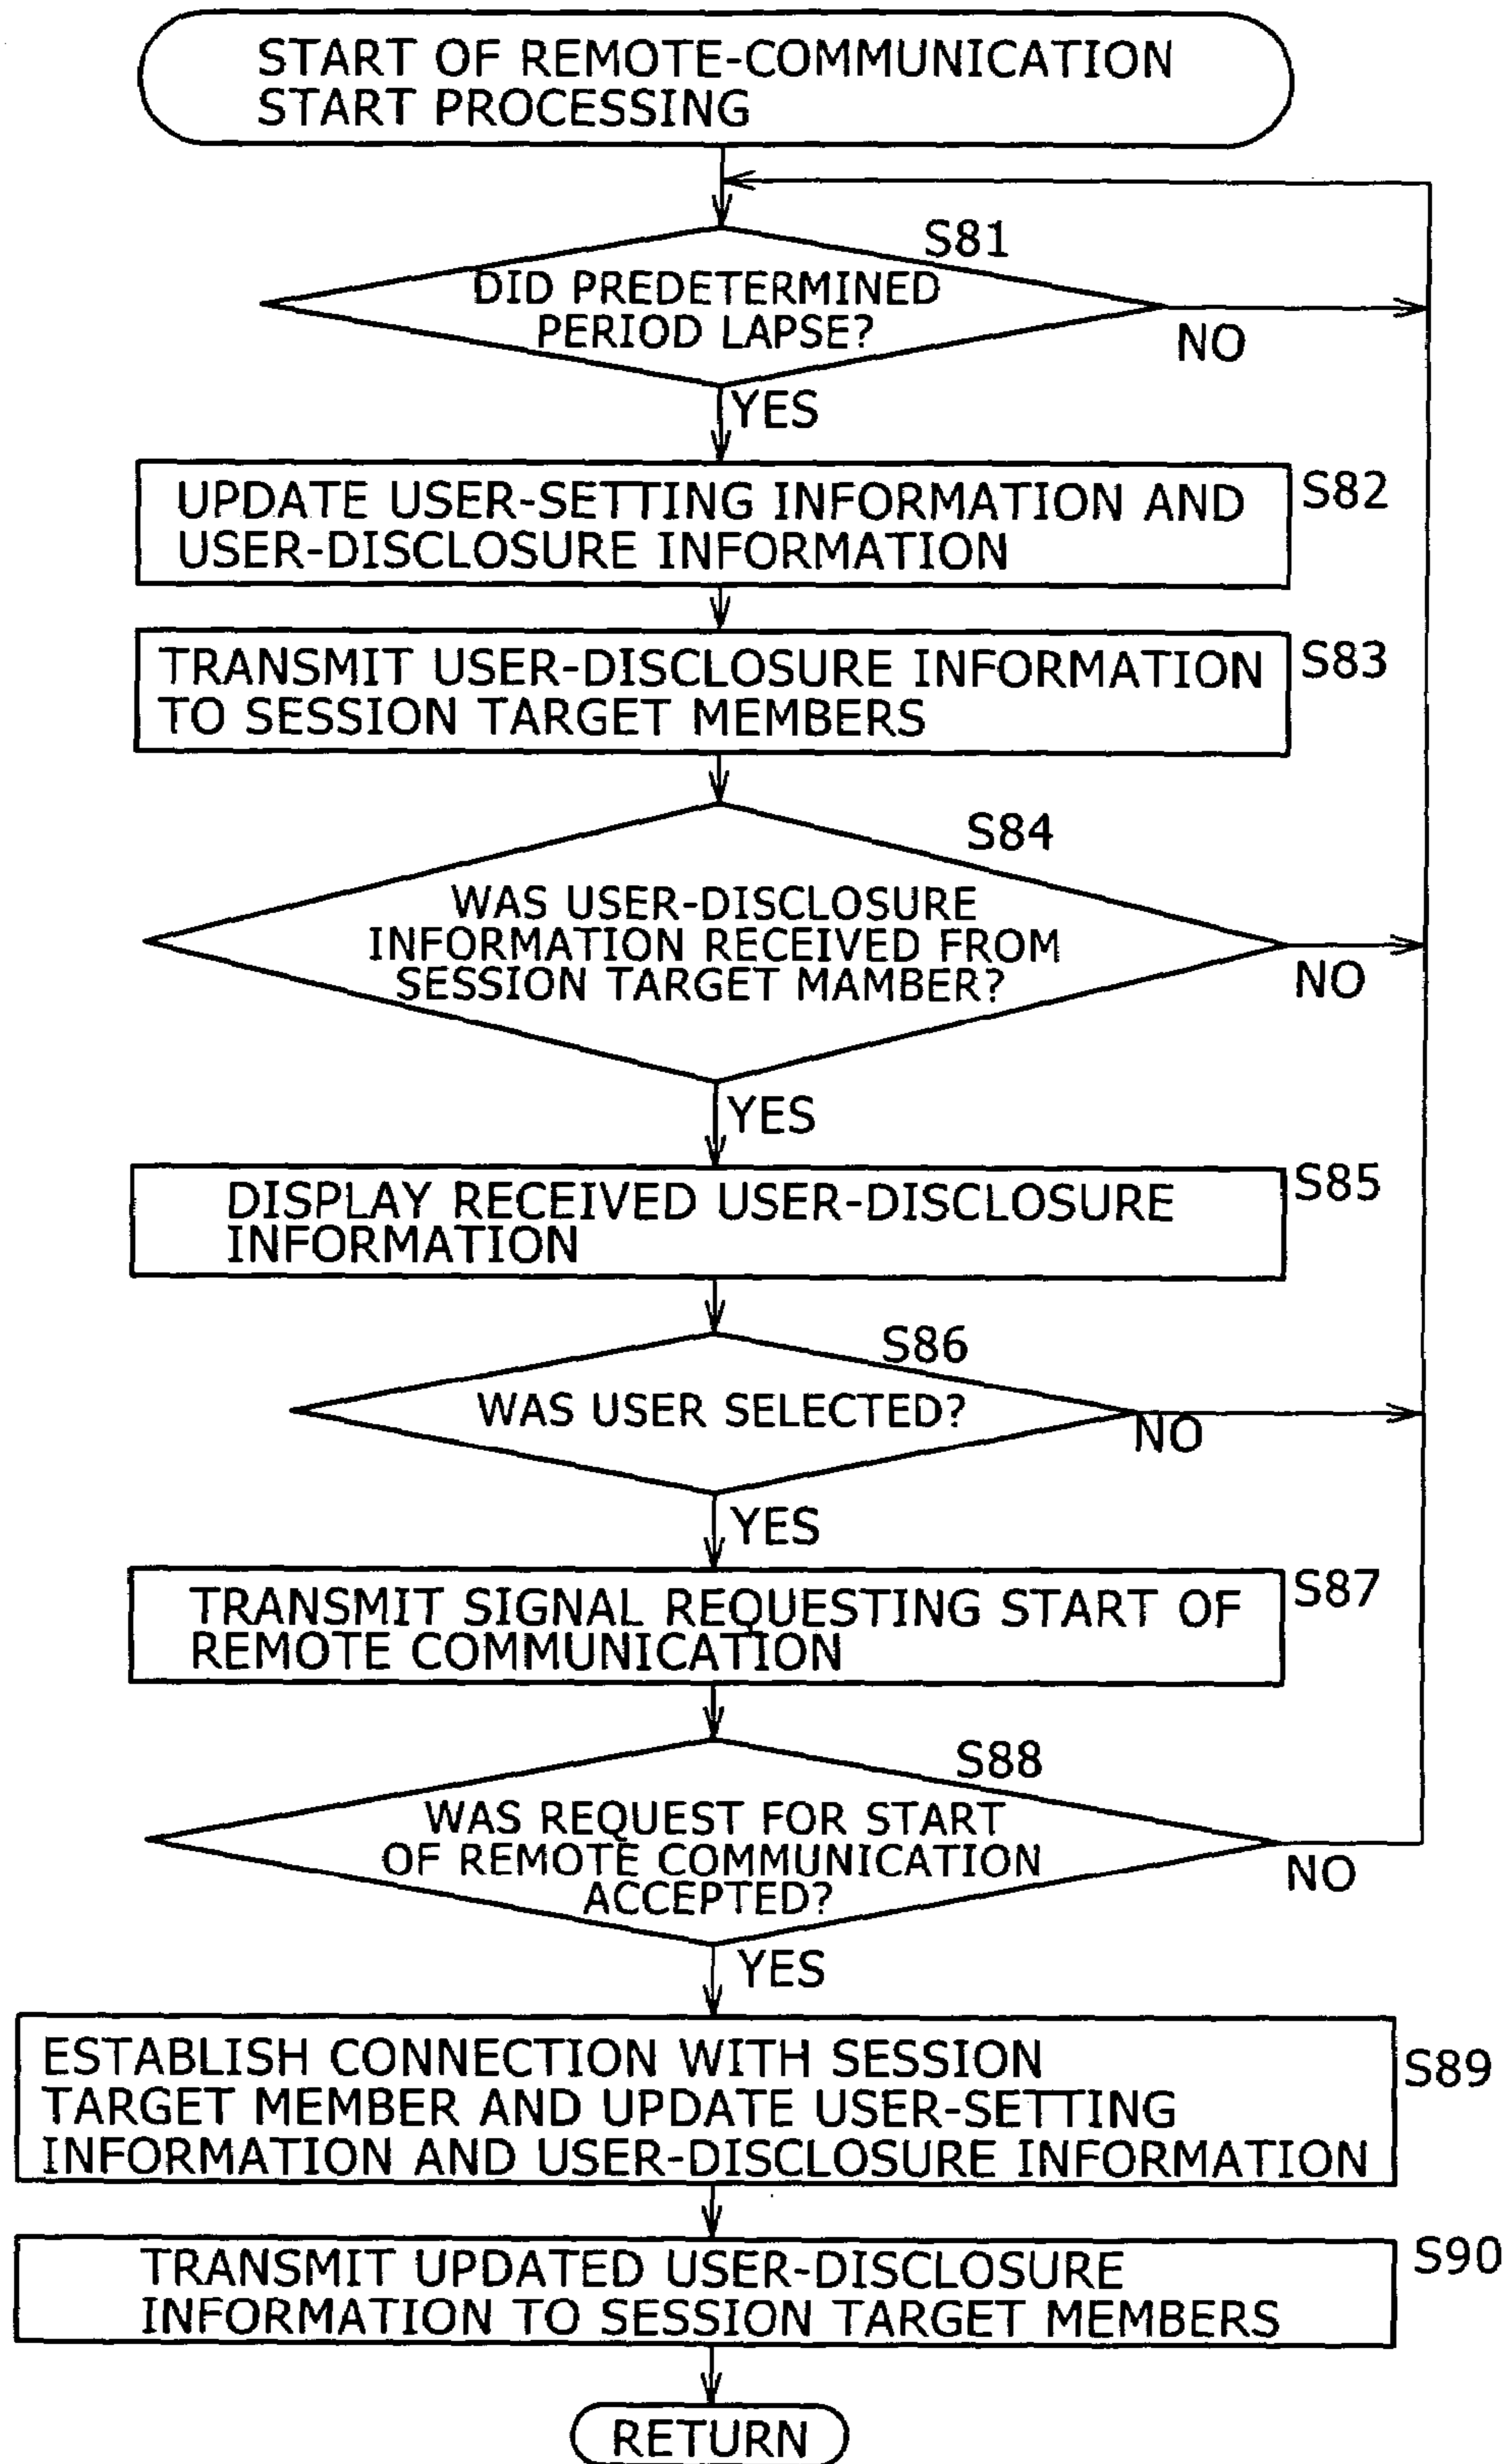 START OF REMOTE-COMMUNICATION
START PROCESSING
S81
DID PREDETERMINED
PERIOD LAPSE?
NO
YES
UPDATE USER-SETTING INFORMATION AND
USER-DISCLOSURE INFORMATION
S82
TRANSMIT USER-DISCLOSURE INFORMATION
TO SESSION TARGET MEMBERS
S83
S84
WAS USER-DISCLOSURE
INFORMATION RECEIVED FROM
SESSION TARGET MAMBER?
NO
YES
DISPLAY RECEIVED USER-DISCLOSURE
INFORMATION
S85
S86
WAS USER SELECTED?
NO
YES
TRANSMIT SIGNAL REQUESTING START OF
REMOTE COMMUNICATION
S87
S88
WAS REQUEST FOR START
OF REMOTE COMMUNICATION
ACCEPTED?
NO
YES
ESTABLISH CONNECTION WITH SESSION
TARGET MEMBER AND UPDATE USER-SETTING
INFORMATION AND USER-DISCLOSURE INFORMATION
S89
TRANSMIT UPDATED USER-DISCLOSURE
INFORMATION TO SESSION TARGET MEMBERS
S90
RETURN